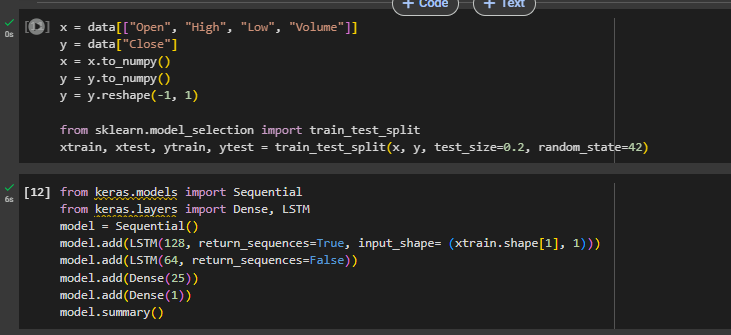 + Code + Text
0s
x = data[["Open", "High", "Low", "Volume"]]
y = data["Close"]
x = x.to_numpy()
y = y.to_numpy()
y = y.reshape(-1, 1)
from sklearn.model_selection import train_test_split
xtrain, xtest, ytrain, ytest = train_test_split(x, y, test_size=0.2, random_state=42)
6s
[12] from keras.models import Sequential
from keras.layers import Dense, LSTM
model = Sequential()
model.add(LSTM(128, return_sequences=True, input_shape= (xtrain.shape[1], 1)))
model.add(LSTM(64, return_sequences=False))
model.add(Dense(25))
model.add(Dense(1))
model.summary()